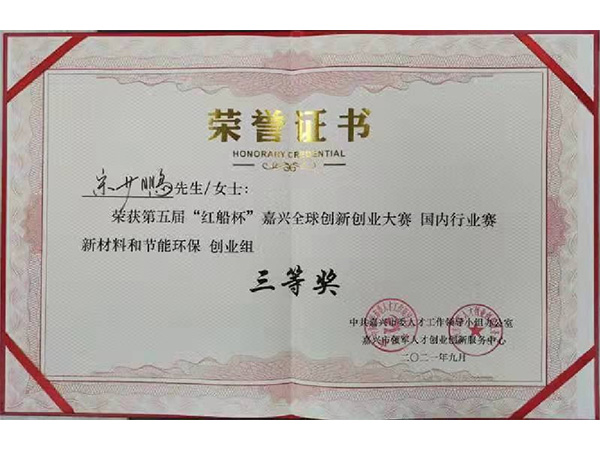 荣誉证书
HONORARY CREDENTIAL
先生/女士：
荣获第五届“红船杯”嘉兴全球创新创业大赛 国内行业赛
新材料和节能环保 创业组
三等奖
中共嘉兴市委人才工作领导小组办公室
嘉兴市领军人才创业创新服务中心
二〇二一年九月